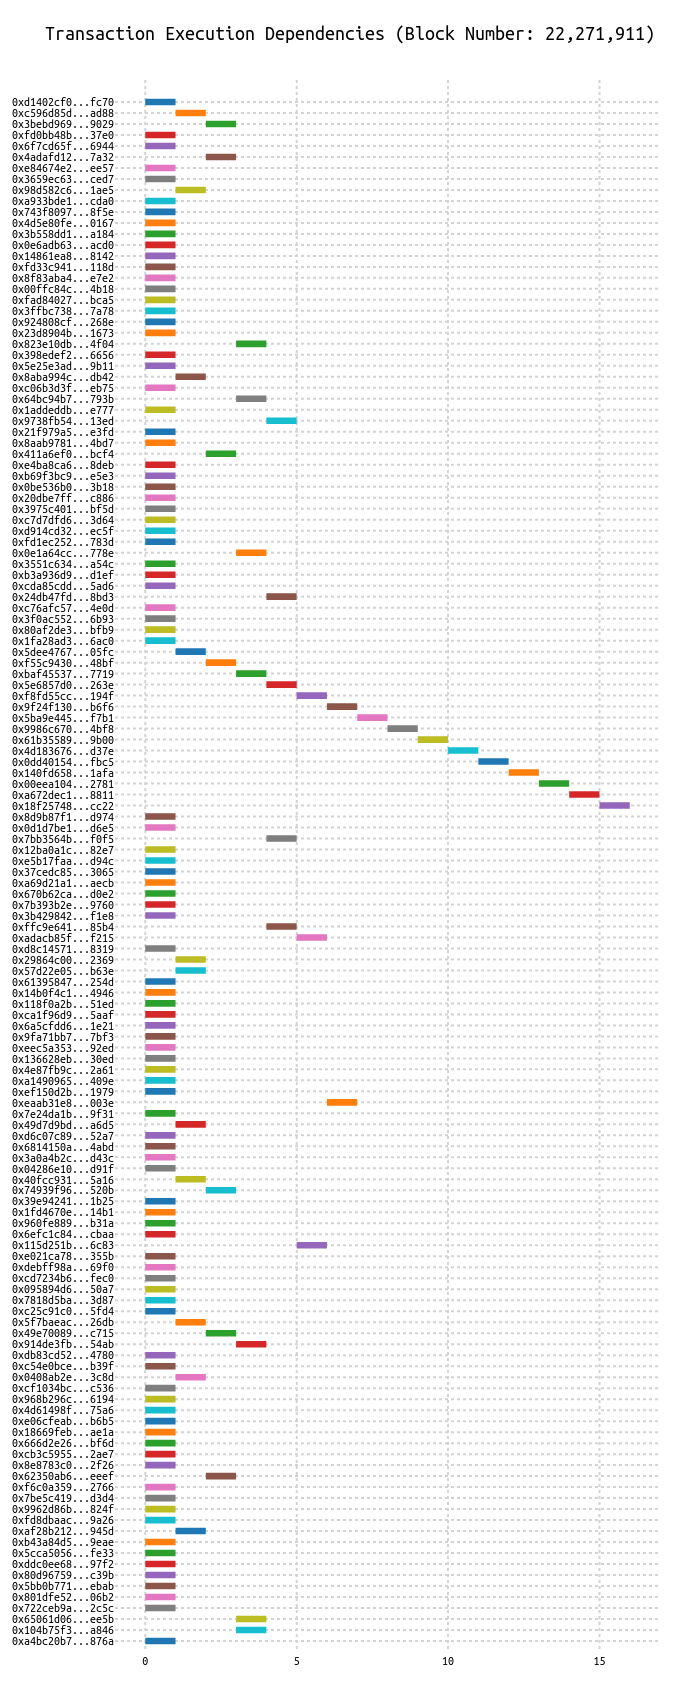 Transaction Execution Dependencies (Block Number: 22,271,911)
0xd1402cf0...fc70
0xc596d85d...ad88
0x3bebd969...9029
0xfd0bb48b...37e0
0x6f7cd65f...6944
0x4adafd12...7a32
0xe84674e2...ee57
0x3659ec63...ced7
0x98d582c6...1ae5
0xa933bde1...cda0
0x743f8097...8f5e
0x4d5e80fe...0167
0x3b558dd1...a184
0x0e6adb63...acd0
0x14861ea8...8142
0xfd33c941...118d
0x8f83aba4...e7e2
0x00ffc84c...4b18
0xfad84027...bca5
0x3ffbc738...7a78
0x924808cf...268e
0x23d8904b...1673
0x823e10db...4f04
0x398edef2...6656
0x5e25e3ad...9b11
0x8aba994c...db42
0xc06b3d3f...eb75
0x64bc94b7...793b
0x1addeddb...e777
0x9738fb54...13ed
0x21f979a5...e3fd
0x8aab9781...4bd7
0x411a6ef0...bcf4
0xe4ba8ca6...8deb
0xb69f3bc9...e5e3
0x0be536b0...3b18
0x20dbe7ff...c886
0x3975c401...bf5d
0xc7d7dfd6...3d64
0xd914cd32...ec5f
0xfd1ec252...783d
0x0e1a64cc...778e
0x3551c634...a54c
0xb3a936d9...d1ef
0xcda85cdd...5ad6
0x24db47fd...8bd3
0xc76afc57...4e0d
0x3f0ac552...6b93
0x80af2de3...bfb9
0x1fa28ad3...6ac0
0x5dee4767...05fc
0xf55c9430...48bf
0xbaf45537...7719
0x5e6857d0...263e
0xf8fd55cc...194f
0x9f24f130...b6f6
0x5ba9e445...f7b1
0x9986c670...4bf8
0x61b35589...9b00
0x4d183676...d37e
0x0dd40154...fbc5
0x140fd658...1afa
0x00eea104...2781
0xa672dec1...8811
0x18f25748...cc22
0x8d9b87f1...d974
0x0d1d7be1...d6e5
0x7bb3564b...f0f5
0x12ba0a1c...82e7
0xe5b17faa...d94c
0x37cedc85...3065
0xa69d21a1...aecb
0x670b62ca...d0e2
0x7b393b2e...9760
0x3b429842...f1e8
0xffc9e641...85b4
0xadacb85f...f215
0xd8c14571...8319
0x29864c00...2369
0x57d22e05...b63e
0x61395847...254d
0x14b0f4c1...4946
0x118f0a2b...51ed
0xca1f96d9...5aaf
0x6a5cfdd6...1e21
0x9fa71bb7...7bf3
0xeec5a353...92ed
0x136628eb...30ed
0x4e87fb9c...2a61
0xa1490965...409e
0xef150d2b...1979
0xeaab31e8...003e
0x7e24da1b...9f31
0x49d7d9bd...a6d5
0xd6c07c89...52a7
0x6814150a...4abd
0x3a0a4b2c...d43c
0x04286e10...d91f
0x40fcc931...5a16
0x74939f96...520b
0x39e94241...1b25
0x1fd4670e...14b1
0x960fe889...b31a
0x6efc1c84...cbaa
0x115d251b...6c83
0xe021ca78...355b
0xdebff98a...69f0
0xcd7234b6...fec0
0x095894d6...50a7
0x7818d5ba...3d87
0xc25c91c0...5fd4
0x5f7baeac...26db
0x49e70089...c715
0x914de3fb...54ab
0xdb83cd52...4780
0xc54e0bce...b39f
0x0408ab2e...3c8d
0xcf1034bc...c536
0x968b296c...6194
0x4d61498f...75a6
0xe06cfeab...b6b5
0x18669feb...ae1a
0x666d2e26...bf6d
0xcb3c5955...2ae7
0x8e8783c0...2f26
0x62350ab6...eeef
0xf6c0a359...2766
0x7be5c419...d3d4
0x9962d86b...824f
0xfd8dbaac...9a26
0xaf28b212...945d
0xb43a84d5...9eae
0x5cca5056...fe33
0xddc0ee68...97f2
0x80d96759...c39b
0x5bb0b771...ebab
0x801dfe52...06b2
0x722ceb9a...2c5c
0x65061d06...ee5b
0x104b75f3...a846
0xa4bc20b7...876a
0 5 10 15